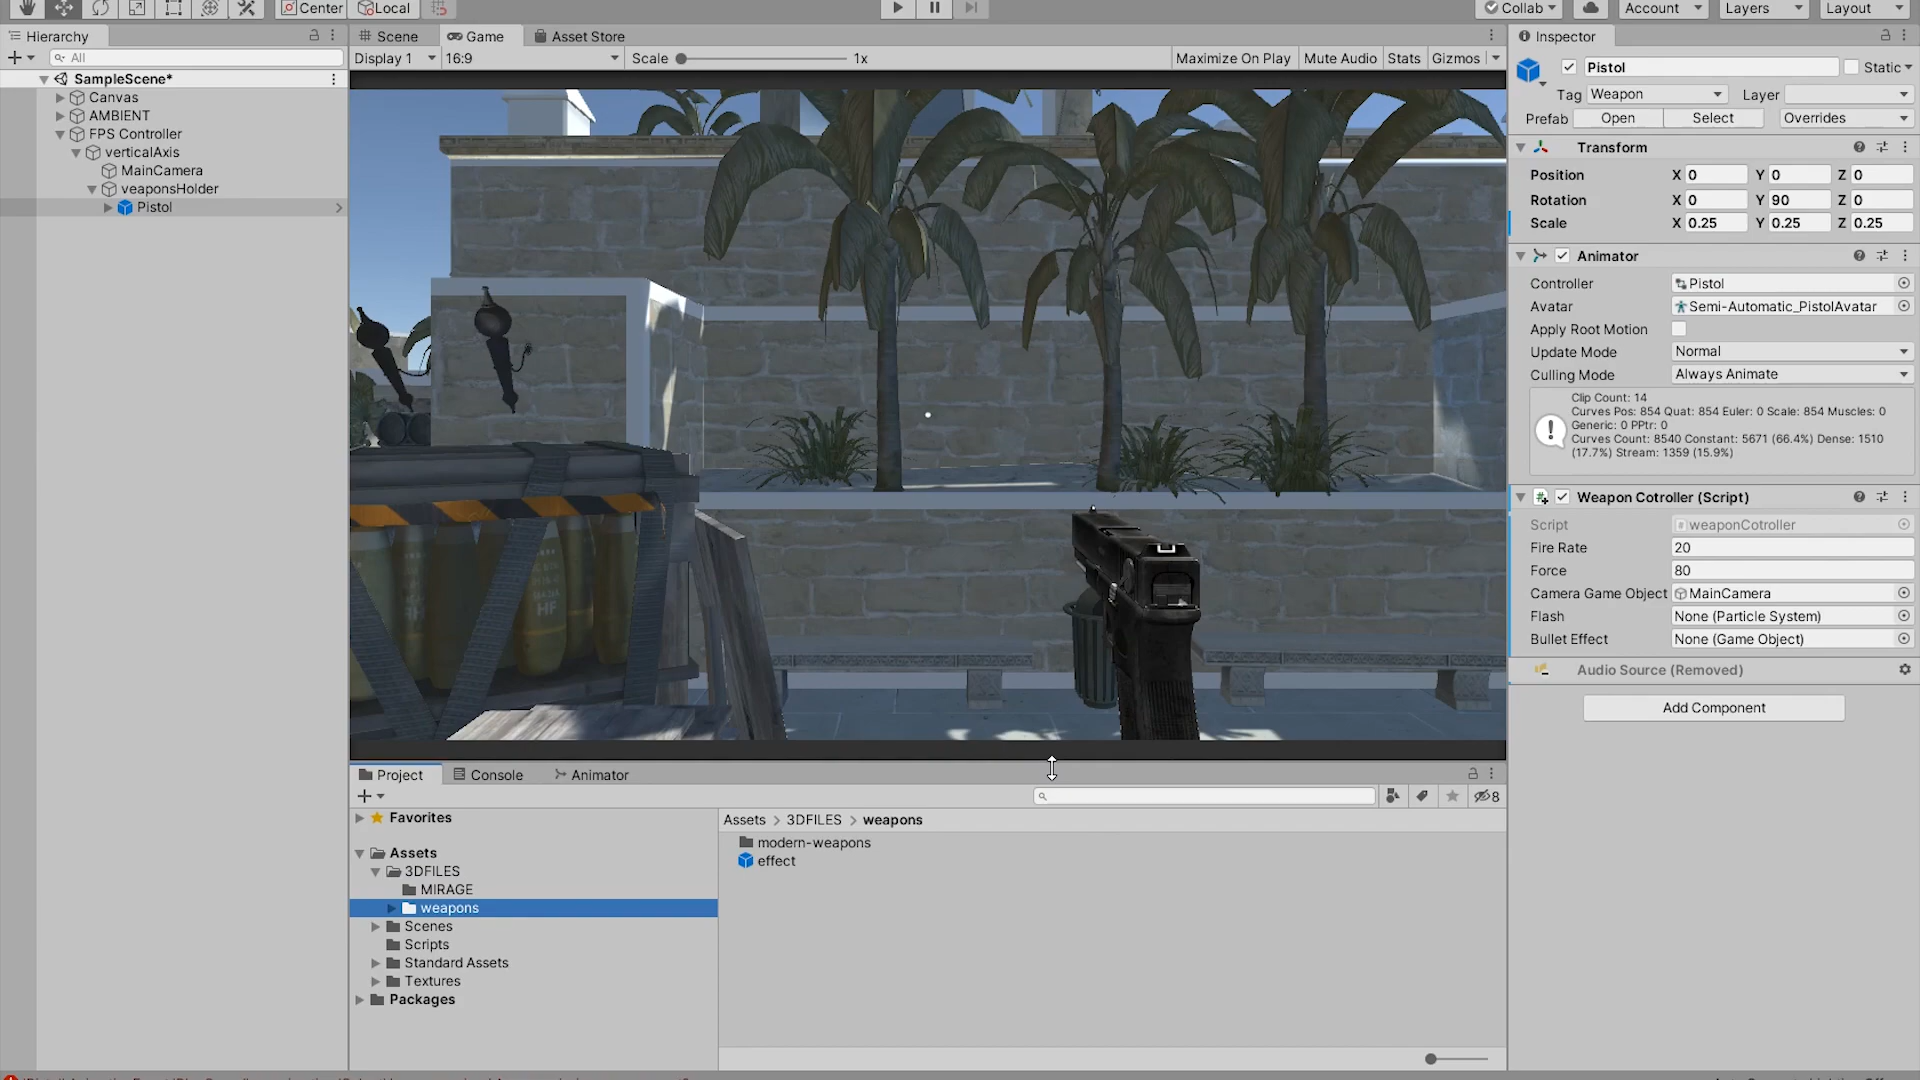 Center Local Collab Account Layers Layout
Hierarchy Scene Game Asset Store Inspector
All Display 1 16:9 Scale 1x Maximize On Play Mute Audio Stats Gizmos
SampleScene*
Canvas
AMBIENT
FPS Controller
verticalAxis
MainCamera
veaponsHolder
Pistol
Pistol Static
Tag Weapon Layer
Prefab Open Select Overrides
Transform
Position X 0 Y 0 Z 0
Rotation X 0 Y 90 Z 0
Scale X 0.25 Y 0.25 Z 0.25
Animator
Controller Pistol
Avatar Semi-Automatic_PistolAvatar
Apply Root Motion
Update Mode Normal
Culling Mode Always Animate
Clip Count: 14
Curves Pos: 854 Quat: 854 Euler: 0 Scale: 854 Muscles: 0
Generic: 0 PPtr: 0
Curves Count: 8540 Constant: 5671 (66.4%) Dense: 1510
(17.7%) Stream: 1359 (15.9%)
Weapon Cotroller (Script)
Script weaponCotroller
Fire Rate 20
Force 80
Camera Game Object MainCamera
Flash None (Particle System)
Bullet Effect None (Game Object)
Audio Source (Removed)
Add Component
HF
Project Console Animator
8
Favorites
Assets
3DFILES
MIRAGE
weapons
Scenes
Scripts
Standard Assets
Textures
Packages
Assets > 3DFILES > weapons
modern-weapons
effect